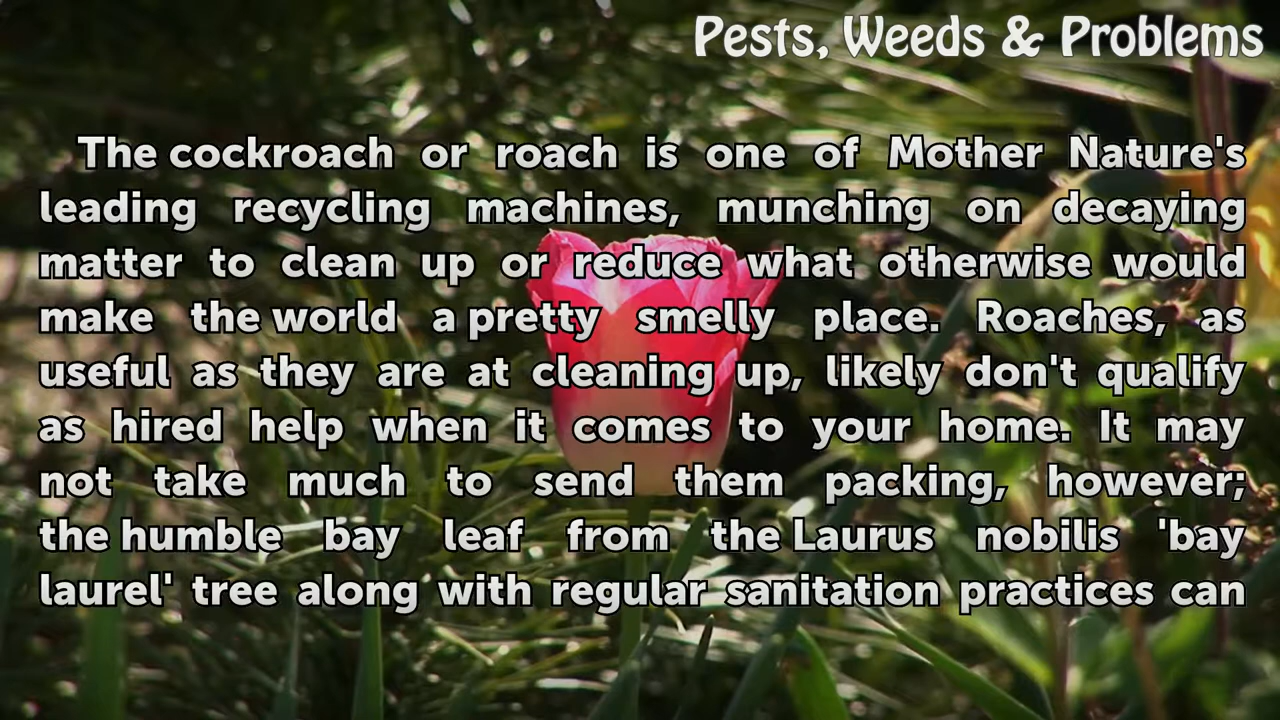 Pests, Weeds & Problems
The cockroach or roach is one of Mother Nature's
leading recycling machines, munching on decaying
matter to clean up or reduce what otherwise would
make the world a pretty smelly place. Roaches, as
useful as they are at cleaning up, likely don't qualify
as hired help when it comes to your home. It may
not take much to send them packing, however;
the humble bay leaf from the Laurus nobilis 'bay
laurel' tree along with regular sanitation practices can